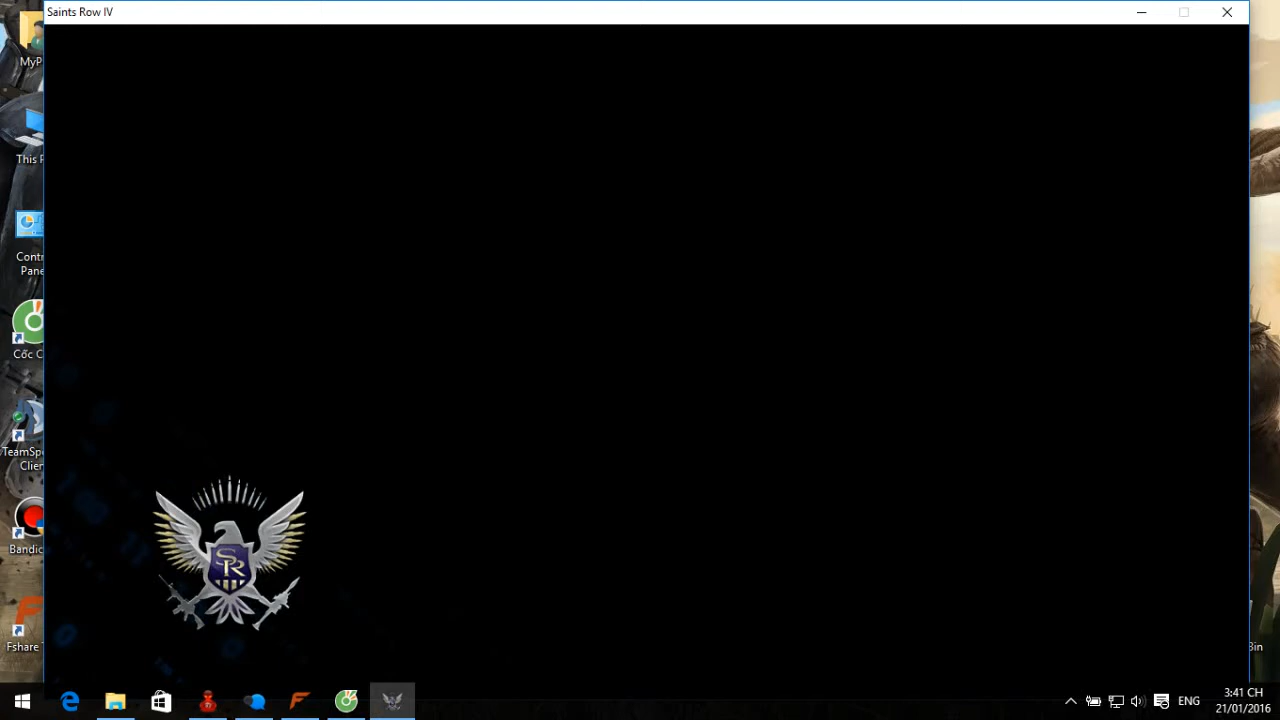 Saints Row IV
MyP
This P
Contr
Pane
Cốc C
TeamSp
Clien
Bandic
Fshare T
SR
Bin
ENG
3:41 CH
21/01/2016